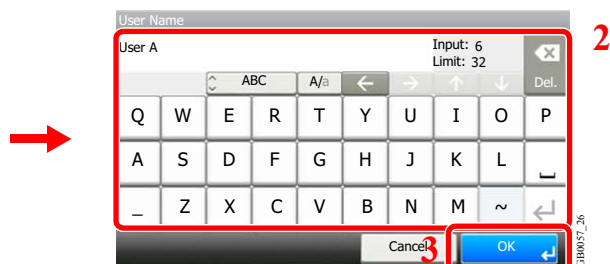 User Name
User A
Input: 6
Limit: 32
2
ABC
A/a
Del.
Q W E R T Y U I O P
A S D F G H J K L
_ Z X C V B N M ~
Cancel
3
OK
GB0057_26